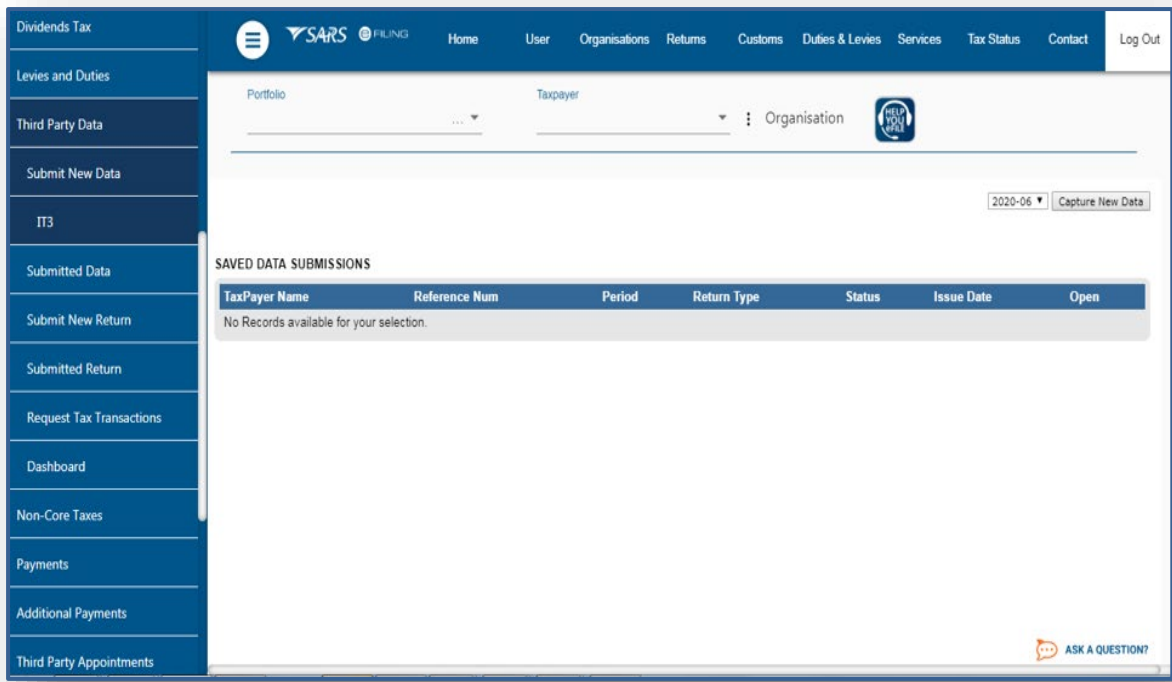 Dividends Tax
Levies and Duties
Third Party Data
Submit New Data
IT3
Submitted Data
Submit New Return
Submitted Return
Request Tax Transactions
Dashboard
Non-Core Taxes
Payments
Additional Payments
Third Party Appointments
SARS eFILING Home User Organisations Returns Customs Duties & Levies Services Tax Status Contact Log Out
Portfolio Taxpayer
... Organisation HELP YOU eFILE
2020-06 Capture New Data
SAVED DATA SUBMISSIONS
TaxPayer Name Reference Num Period Return Type Status Issue Date Open
No Records available for your selection.
ASK A QUESTION?